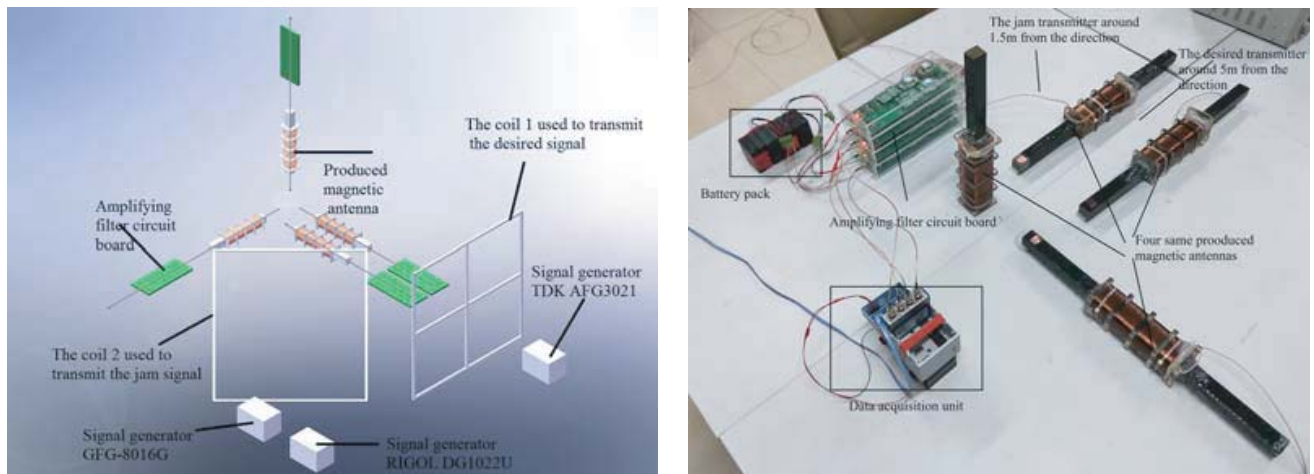 The coil 1 used to transmit
the desired signal
Produced
magnetic
antenna
Amplifying
filter circuit
board
Signal generator
TDK AFG3021
The coil 2 used to
transmit the jam signal
Signal generator
GFG-8016G
Signal generator
RIGOL DG1022U
The jam transmitter around
1.5m from the direction
The desired transmitter
around 5m from the
direction
Battery pack
Amplifying filter circuit board
Four same prooduced
magnetic antennas
Data acquisition unit